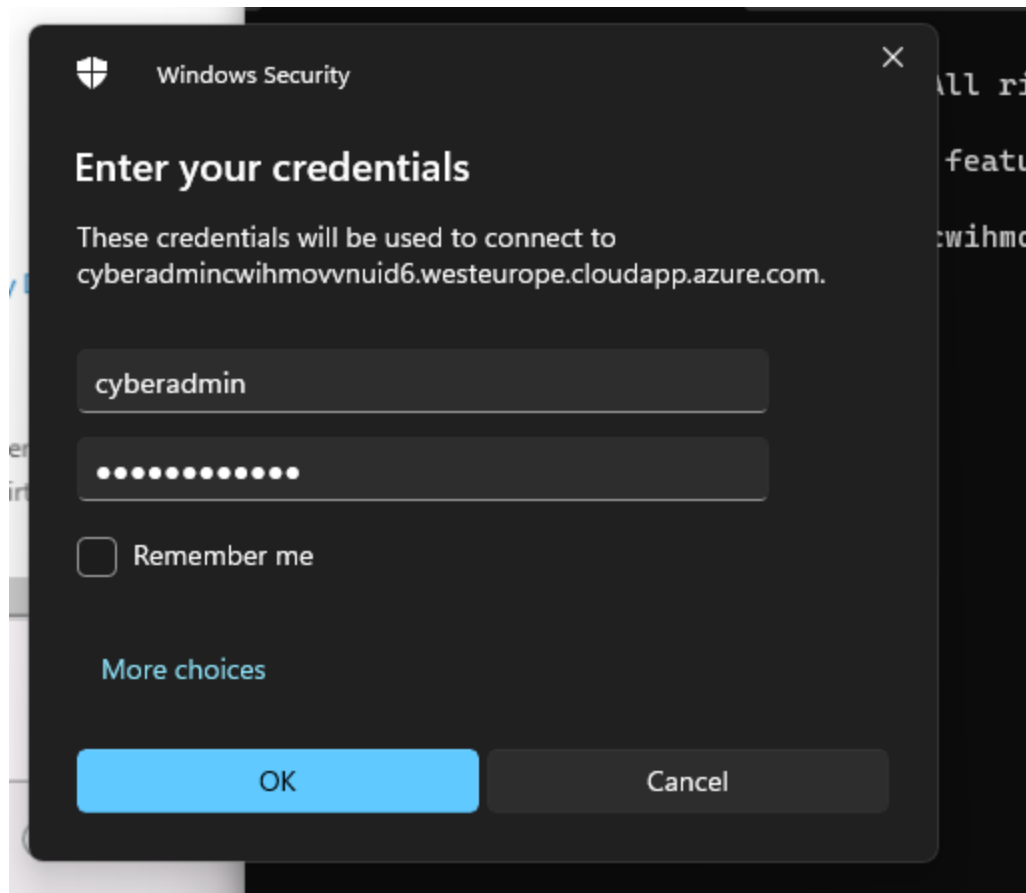 Windows Security
Enter your credentials
These credentials will be used to connect to
cyberadmincwihmovvnuid6.westeurope.cloudapp.azure.com.
cyberadmin
••••••••••••
Remember me
More choices
OK
Cancel
All ri
featu
cwihmo